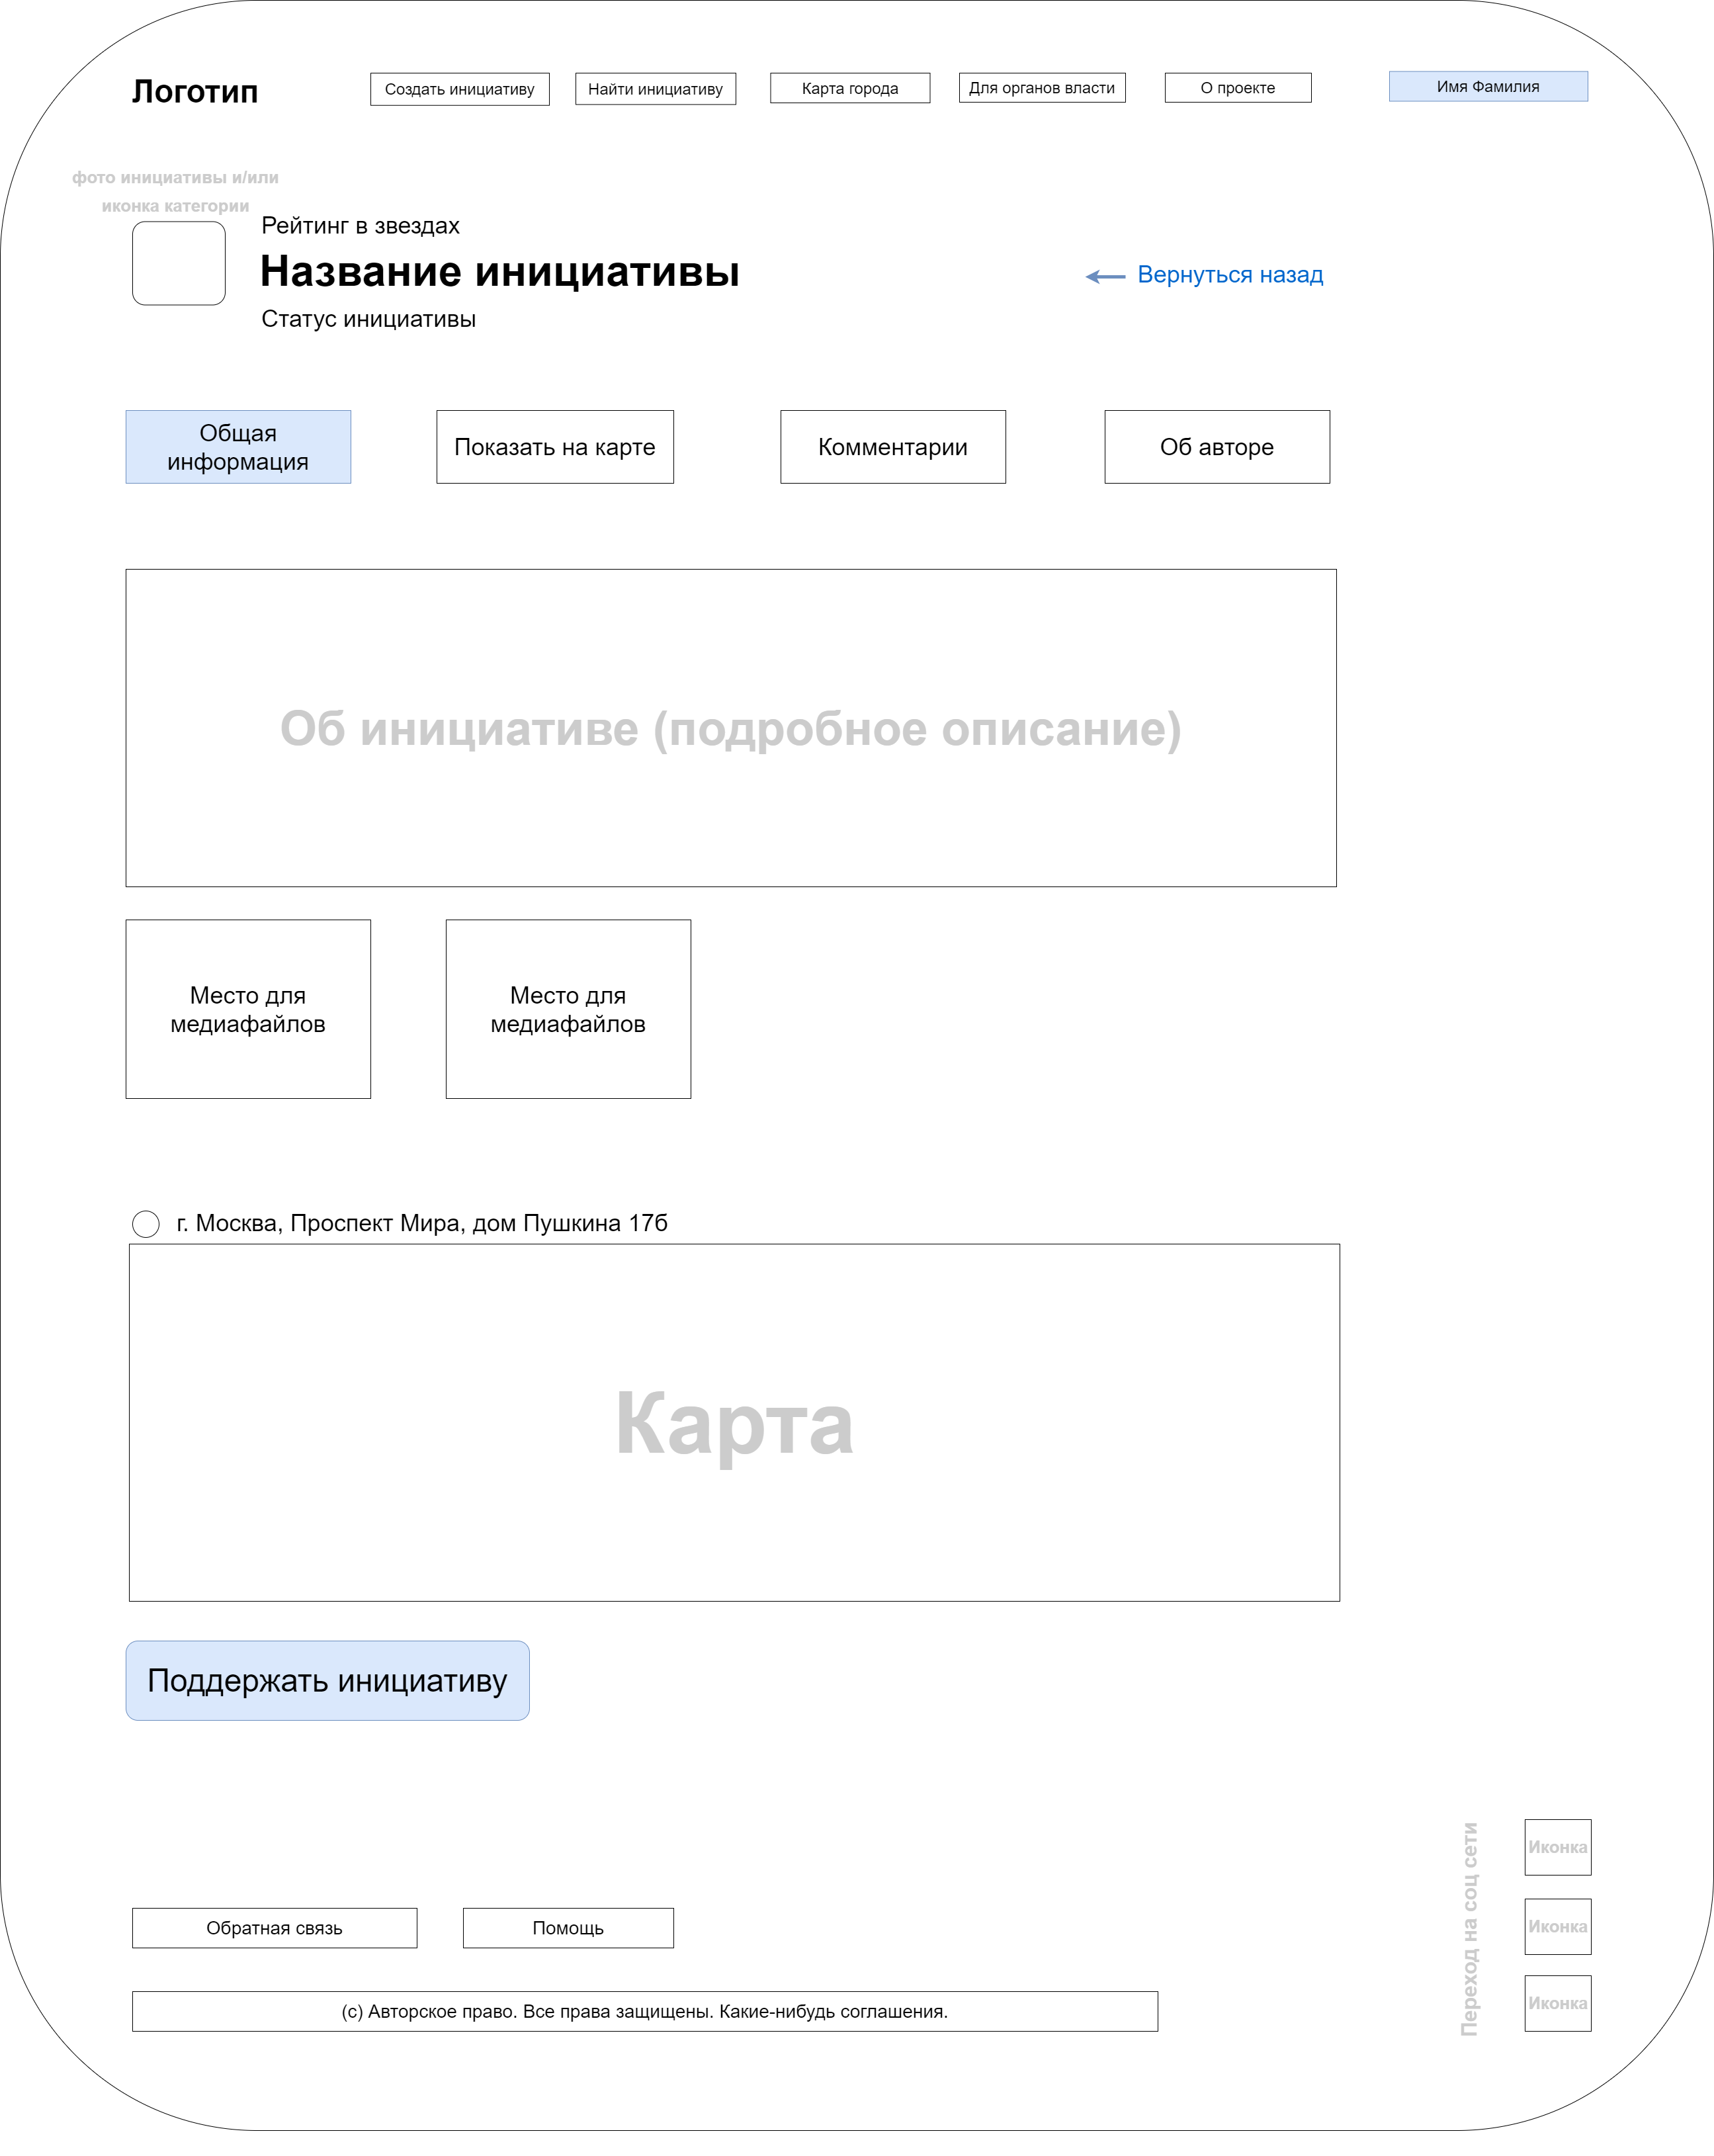 Логотип
Создать инициативу
Найти инициативу
Карта города
Для органов власти
О проекте
Имя Фамилия
фото инициативы и/или
иконка категории
Рейтинг в звездах
Название инициативы
Статус инициативы
Вернуться назад
Общая
информация
Показать на карте
Комментарии
Об авторе
Об инициативе (подробное описание)
Место для
медиафайлов
Место для
медиафайлов
г. Москва, Проспект Мира, дом Пушкина 17б
Карта
Поддержать инициативу
Переход на соц сети
Иконка
Иконка
Иконка
Обратная связь
Помощь
(с) Авторское право. Все права защищены. Какие-нибудь соглашения.